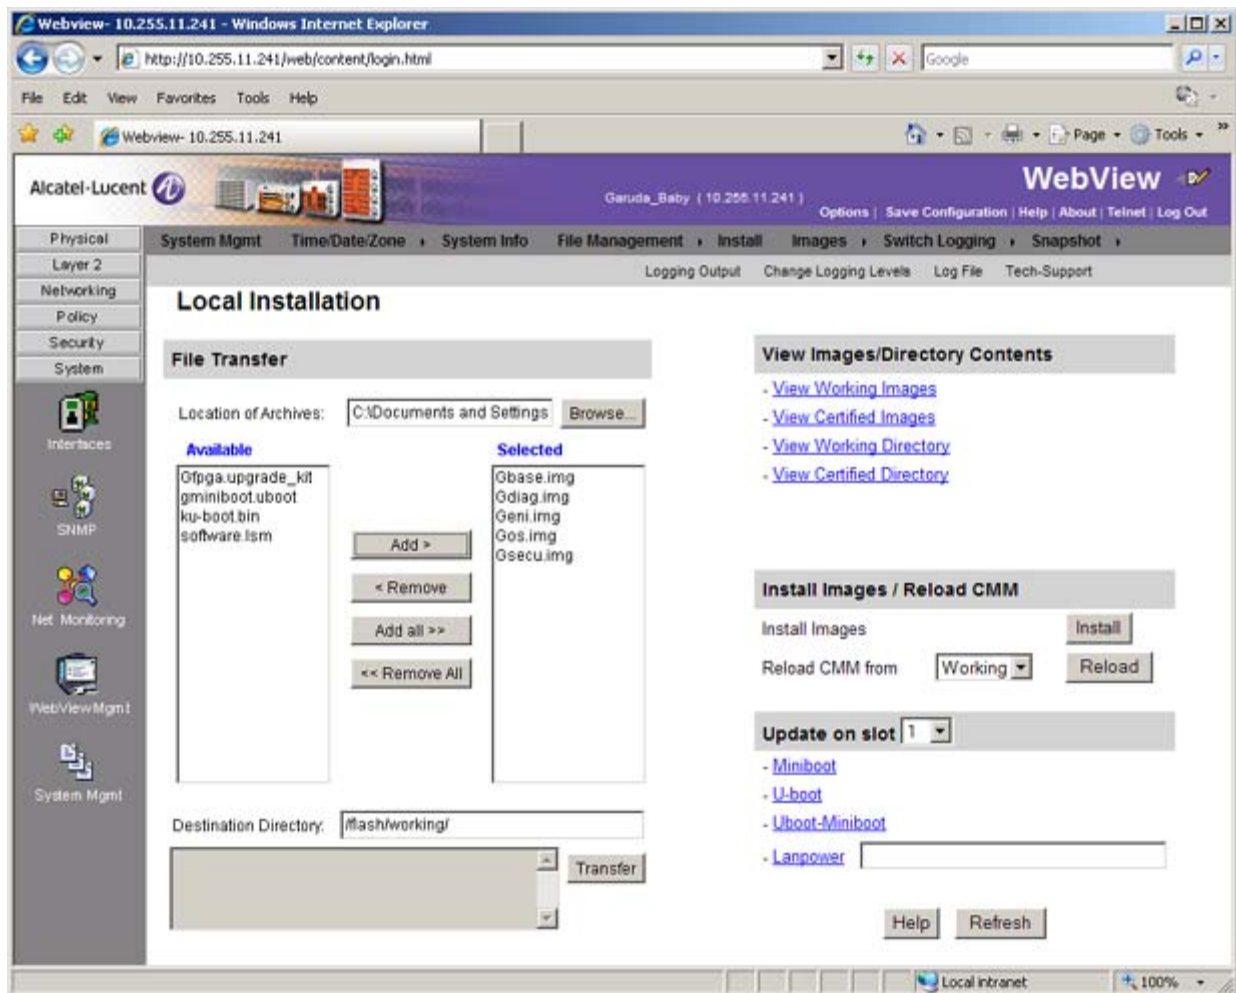 Webview- 10.255.11.241 - Windows Internet Explorer
http://10.255.11.241/web/content/login.html
Google
File Edit View Favorites Tools Help
Webview- 10.255.11.241
Page Tools
Alcatel-Lucent
Garuda_Baby ( 10.255.11.241 )
WebView
Options | Save Configuration | Help | About | Telnet | Log Out
Physical
Layer 2
Networking
Policy
Security
System
Interfaces
SNMP
Net Monitoring
WebViewMgmt
System Mgmt
System Mgmt Time/Date/Zone System Info File Management Install Images Switch Logging Snapshot
Logging Output Change Logging Levels Log File Tech-Support
Local Installation
File Transfer
Location of Archives: C:\Documents and Settings Browse...
Available
Gfpga.upgrade_kit
gminiboot.uboot
ku-boot.bin
software.lsm
Add >
< Remove
Add all >>
<< Remove All
Selected
Gbase.img
Gdiag.img
Geni.img
Gos.img
Gsecu.img
Destination Directory: /flash/working/
Transfer
View Images/Directory Contents
- View Working Images
- View Certified Images
- View Working Directory
- View Certified Directory
Install Images / Reload CMM
Install Images Install
Reload CMM from Working Reload
Update on slot 1
- Miniboot
- U-boot
- Uboot-Miniboot
- Lanpower
Help Refresh
Local intranet 100%